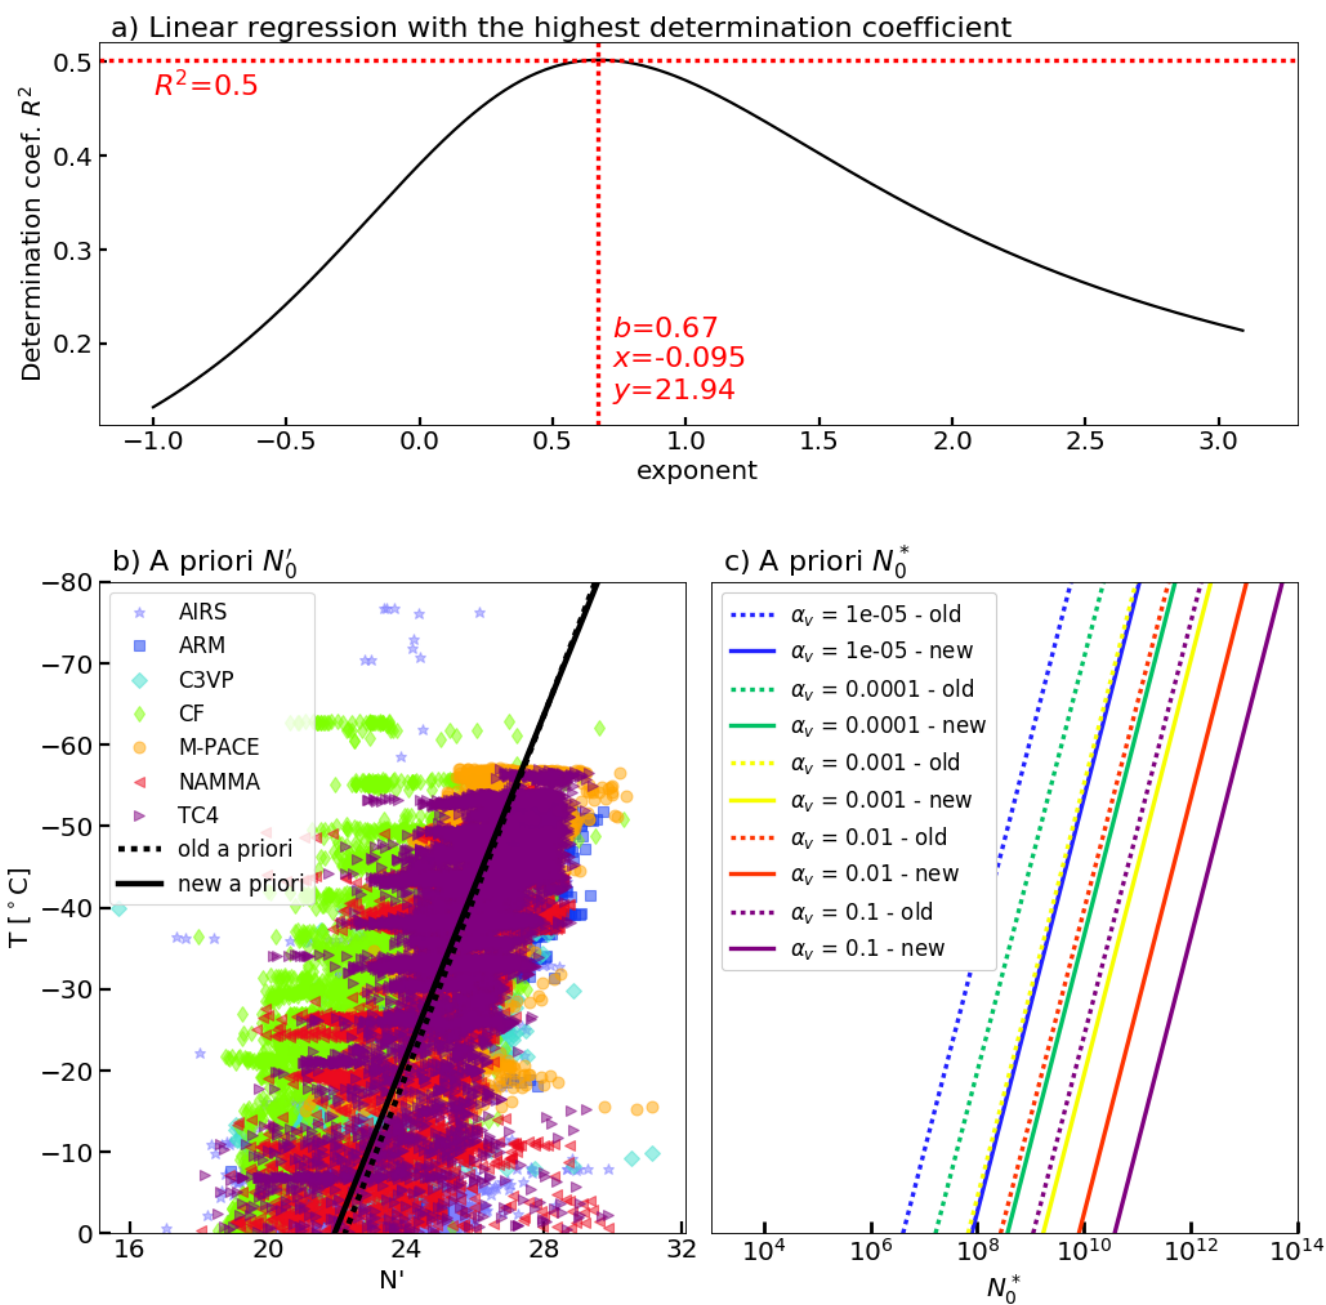 a) Linear regression with the highest determination coefficient
Determination coef. R²
0.5
0.4
0.3
0.2
R²=0.5
b=0.67
x=-0.095
y=21.94
−1.0 −0.5 0.0 0.5 1.0 1.5 2.0 2.5 3.0
exponent
b) A priori N₀′
T [°C]
−80
−70
−60
−50
−40
−30
−20
−10
0
AIRS
ARM
C3VP
CF
M-PACE
NAMMA
TC4
old a priori
new a priori
16 20 24 28 32
N'
c) A priori N₀*
αᵥ = 1e-05 - old
αᵥ = 1e-05 - new
αᵥ = 0.0001 - old
αᵥ = 0.0001 - new
αᵥ = 0.001 - old
αᵥ = 0.001 - new
αᵥ = 0.01 - old
αᵥ = 0.01 - new
αᵥ = 0.1 - old
αᵥ = 0.1 - new
10⁴ 10⁶ 10⁸ 10¹⁰ 10¹² 10¹⁴
N₀*